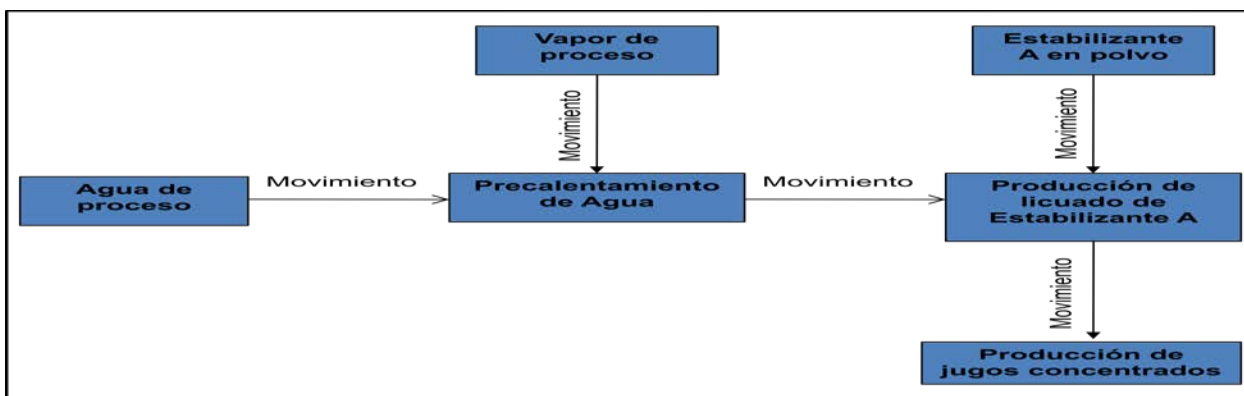 Vapor de
proceso
Estabilizante
A en polvo
Movimiento
Movimiento
Agua de
proceso
Movimiento
Precalentamiento
de Agua
Movimiento
Producción de
licuado de
Estabilizante A
Movimiento
Producción de
jugos concentrados